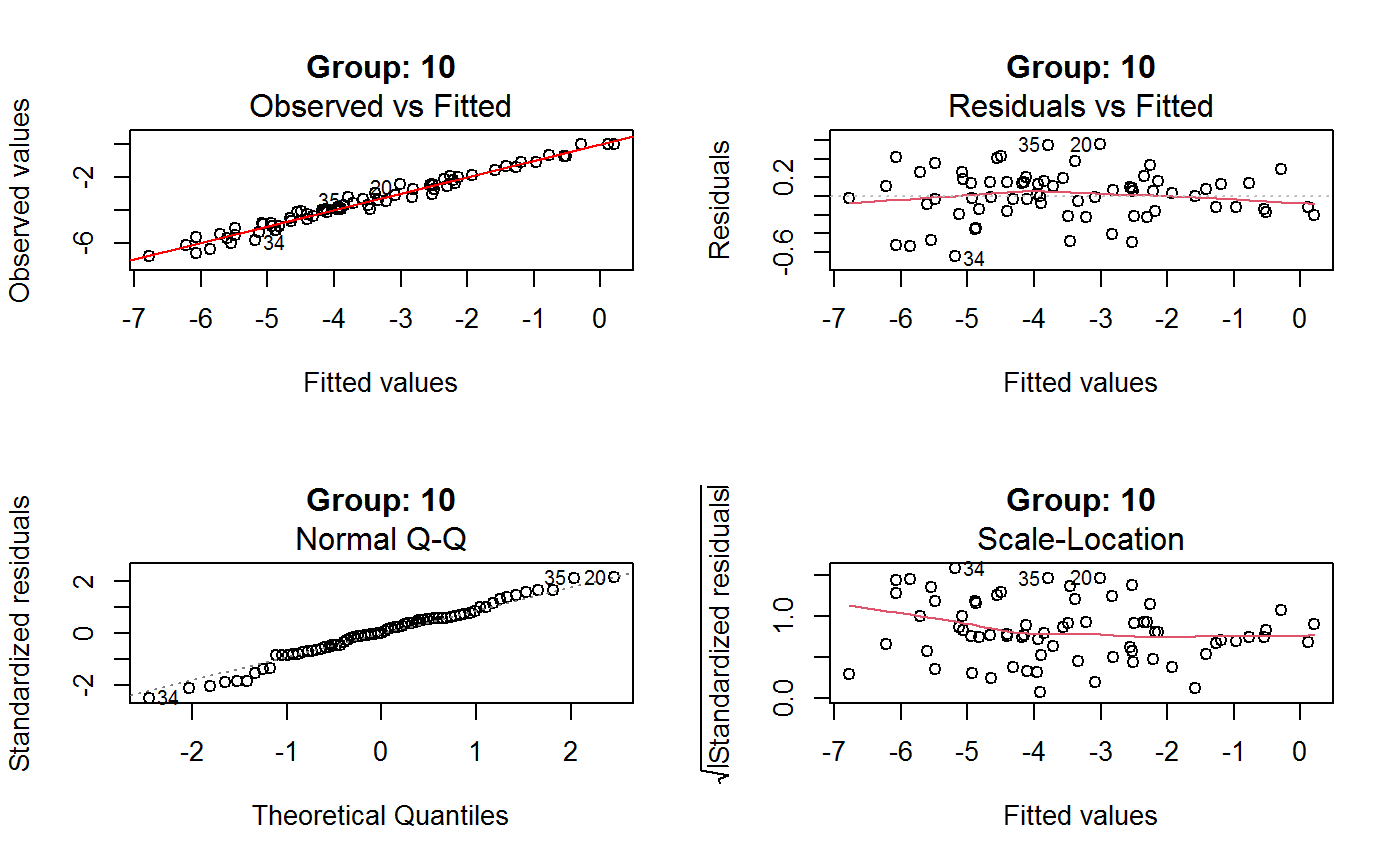 Group: 10
Observed vs Fitted
Observed values
-2
-6
35
20
34
-7 -6 -5 -4 -3 -2 -1 0
Fitted values
Group: 10
Residuals vs Fitted
Residuals
0.2
-0.6
35
20
34
-7 -6 -5 -4 -3 -2 -1 0
Fitted values
Group: 10
Normal Q-Q
Standardized residuals
2
0
-2
35
20
34
-2 -1 0 1 2
Theoretical Quantiles
Group: 10
Scale-Location
√|Standardized residuals|
1.0
0.0
34
35
20
-7 -6 -5 -4 -3 -2 -1 0
Fitted values